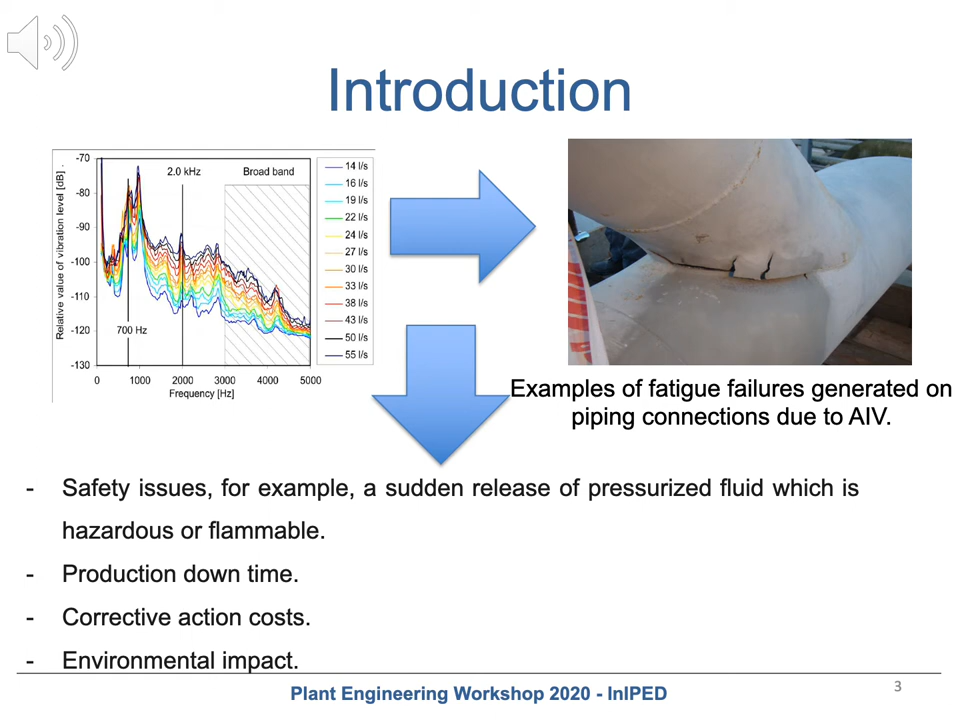 Introduction
Relative value of vibration level [dB] .
-70
-80
-90
-100
-110
-120
-130
2.0 kHz
Broad band
700 Hz
0
1000
2000
3000
4000
5000
Frequency [Hz]
14 l/s
16 l/s
19 l/s
22 l/s
24 l/s
27 l/s
30 l/s
33 l/s
38 l/s
43 l/s
50 l/s
55 l/s
Examples of fatigue failures generated on
piping connections due to AIV.
- Safety issues, for example, a sudden release of pressurized fluid which is
hazardous or flammable.
- Production down time.
- Corrective action costs.
- Environmental impact.
Plant Engineering Workshop 2020 - InIPED
3